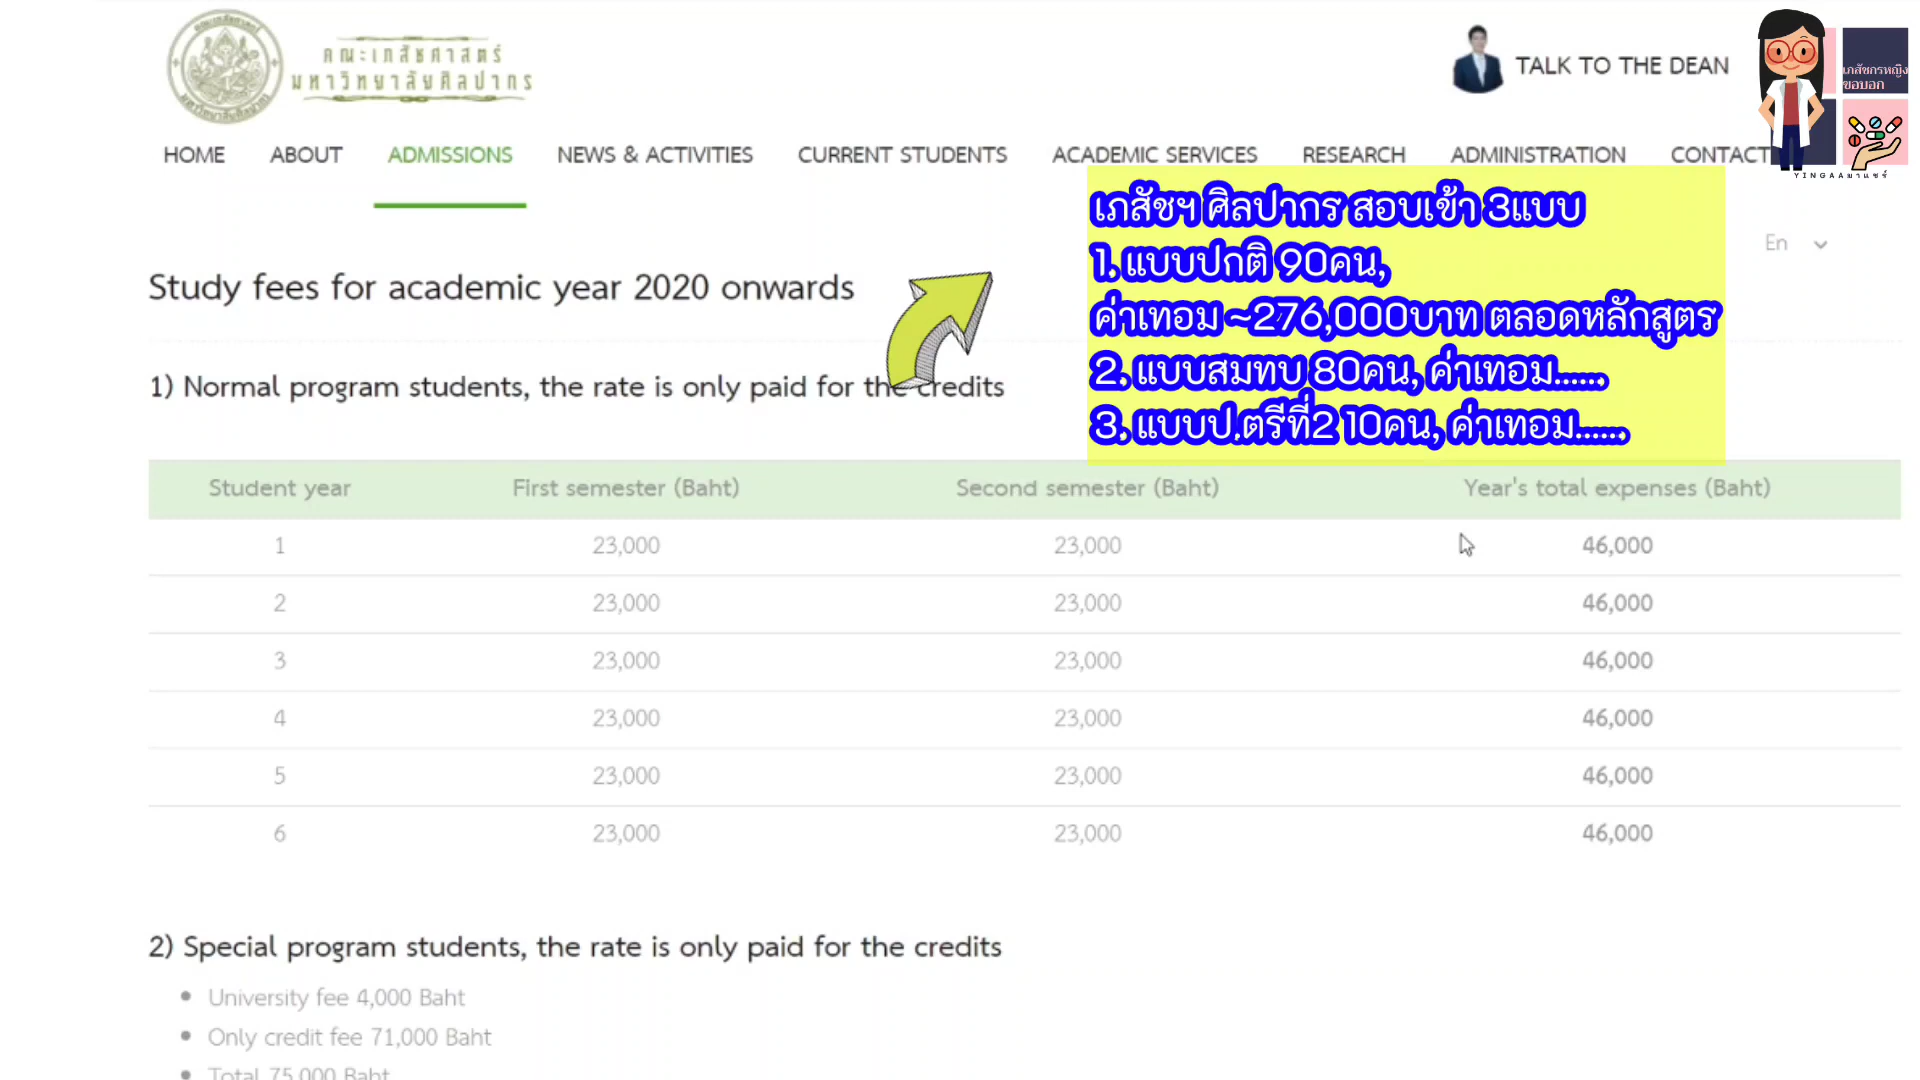 คณะเภสัชศาสตร์
มหาวิทยาลัยศิลปากร
TALK TO THE DEAN
เภสัชกรหญิง
ขอบอก
YINGAAมาแชร์
HOME ABOUT ADMISSIONS NEWS & ACTIVITIES CURRENT STUDENTS ACADEMIC SERVICES RESEARCH ADMINISTRATION CONTACT
En
เภสัชฯ ศิลปากร สอบเข้า 3แบบ
1. แบบปกติ 90คน,
ค่าเทอม ~276,000บาท ตลอดหลักสูตร
2. แบบสมทบ 80คน, ค่าเทอม......
3. แบบป.ตรีที่2 10คน, ค่าเทอม......
Study fees for academic year 2020 onwards
1) Normal program students, the rate is only paid for the credits
Student year First semester (Baht) Second semester (Baht) Year's total expenses (Baht)
1 23,000 23,000 46,000
2 23,000 23,000 46,000
3 23,000 23,000 46,000
4 23,000 23,000 46,000
5 23,000 23,000 46,000
6 23,000 23,000 46,000
2) Special program students, the rate is only paid for the credits
• University fee 4,000 Baht
• Only credit fee 71,000 Baht
• Total 75,000 Baht